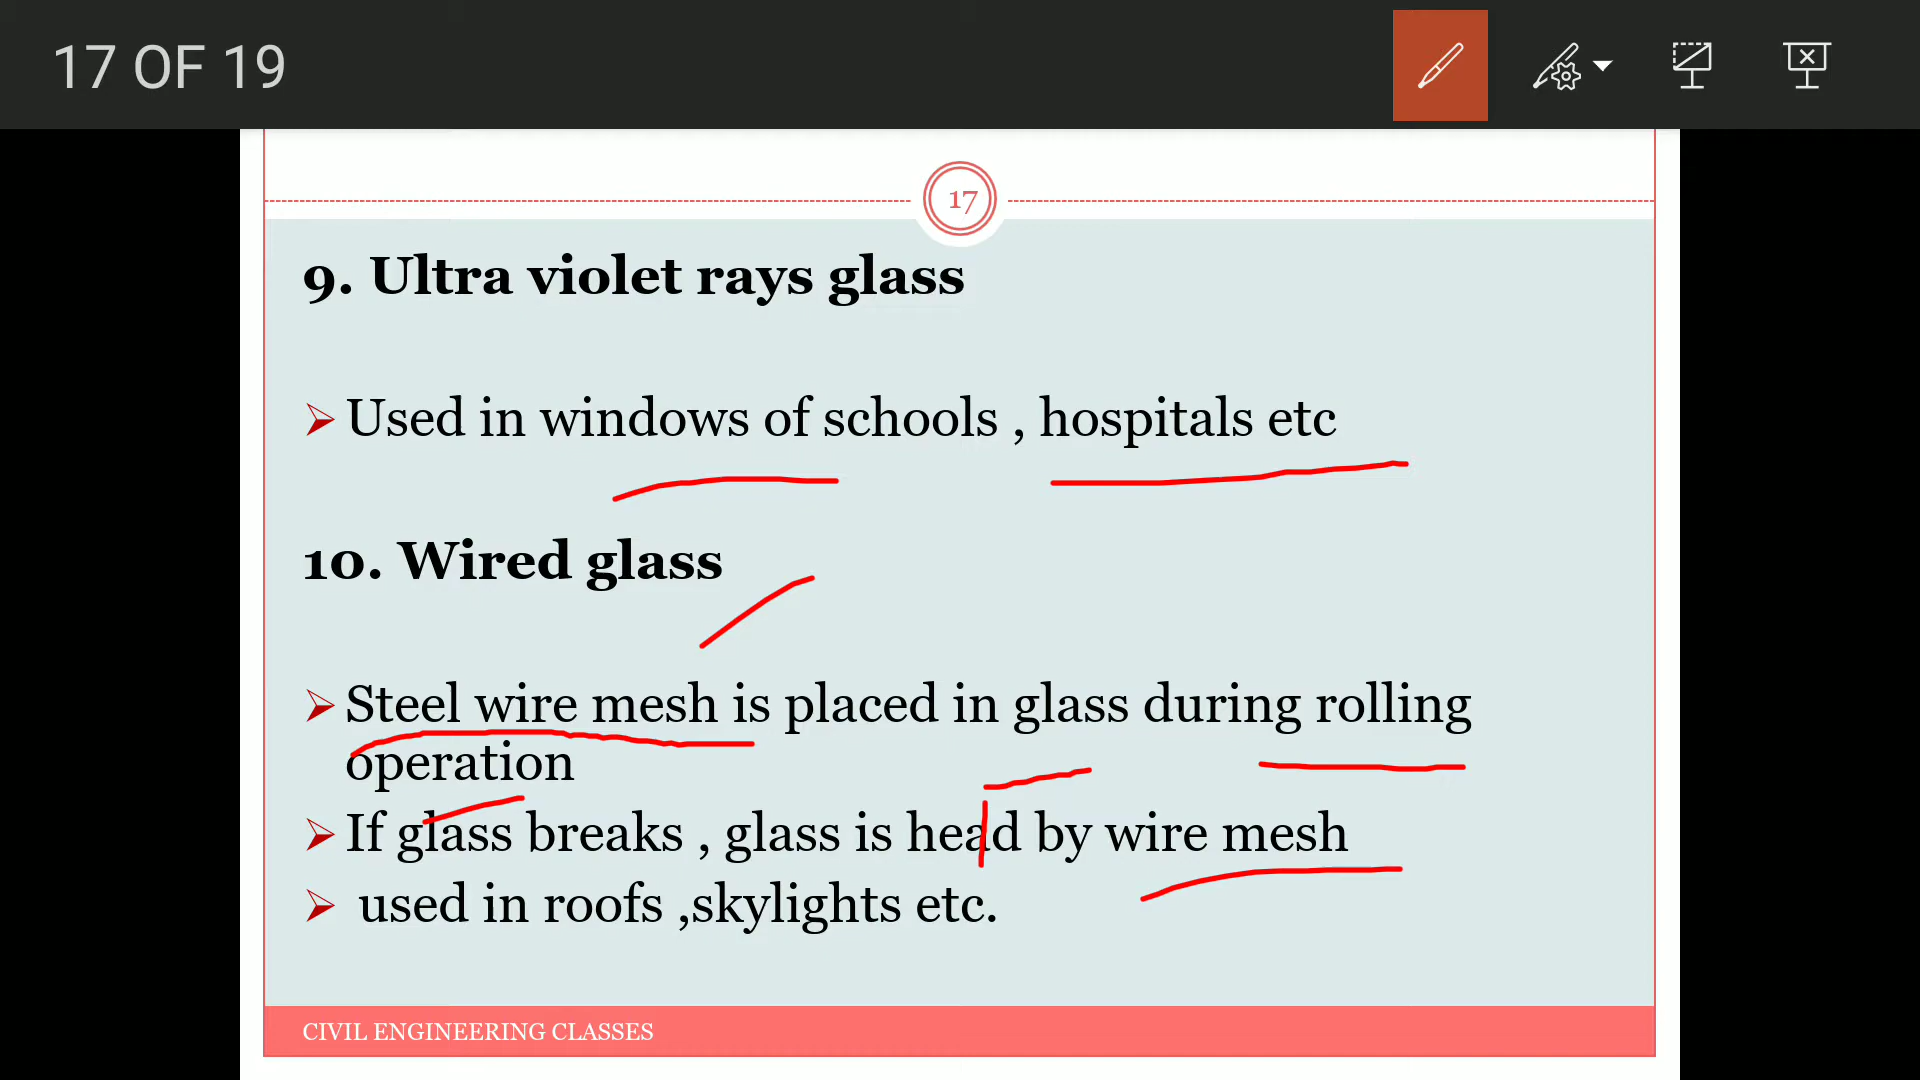 17 OF 19
17
9. Ultra violet rays glass
Used in windows of schools , hospitals etc
10. Wired glass
Steel wire mesh is placed in glass during rolling
operation
If glass breaks , glass is head by wire mesh
used in roofs ,skylights etc.
CIVIL ENGINEERING CLASSES